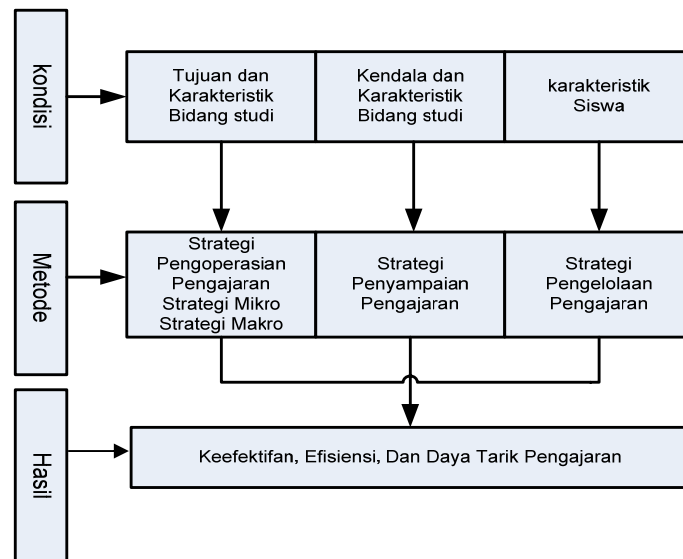 kondisi
Tujuan dan
Karakteristik
Bidang studi
Kendala dan
Karakteristik
Bidang studi
karakteristik
Siswa
Metode
Strategi
Pengoperasian
Pengajaran
Strategi Mikro
Strategi Makro
Strategi
Penyampaian
Pengajaran
Strategi
Pengelolaan
Pengajaran
Hasil
Keefektifan, Efisiensi, Dan Daya Tarik Pengajaran